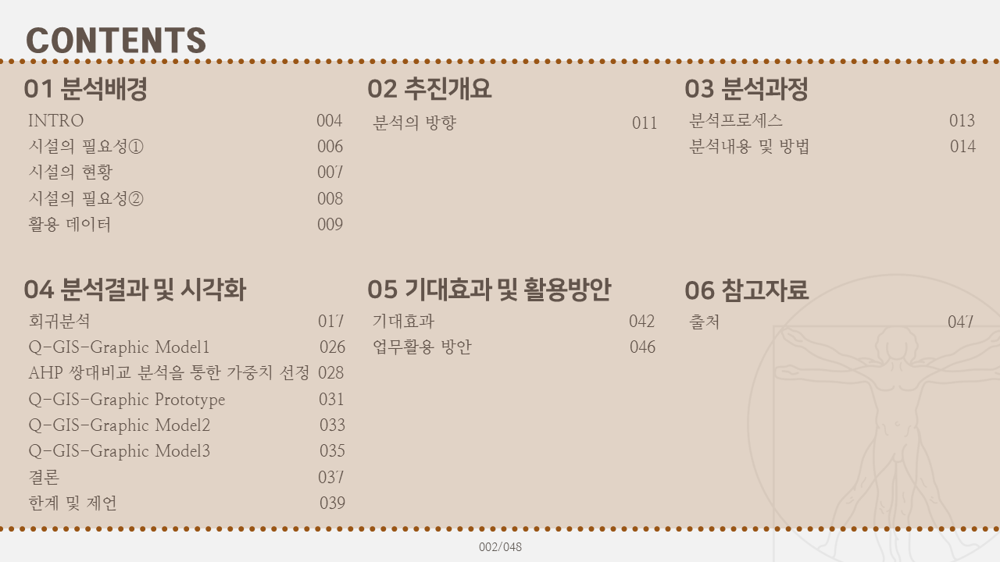 CONTENTS
01 분석배경
INTRO 004
시설의 필요성① 006
시설의 현황 007
시설의 필요성② 008
활용 데이터 009
02 추진개요
분석의 방향 011
03 분석과정
분석프로세스 013
분석내용 및 방법 014
04 분석결과 및 시각화
회귀분석 017
Q-GIS-Graphic Model1 026
AHP 쌍대비교 분석을 통한 가중치 선정 028
Q-GIS-Graphic Prototype 031
Q-GIS-Graphic Model2 033
Q-GIS-Graphic Model3 035
결론 037
한계 및 제언 039
05 기대효과 및 활용방안
기대효과 042
업무활용 방안 046
06 참고자료
출처 047
002/048